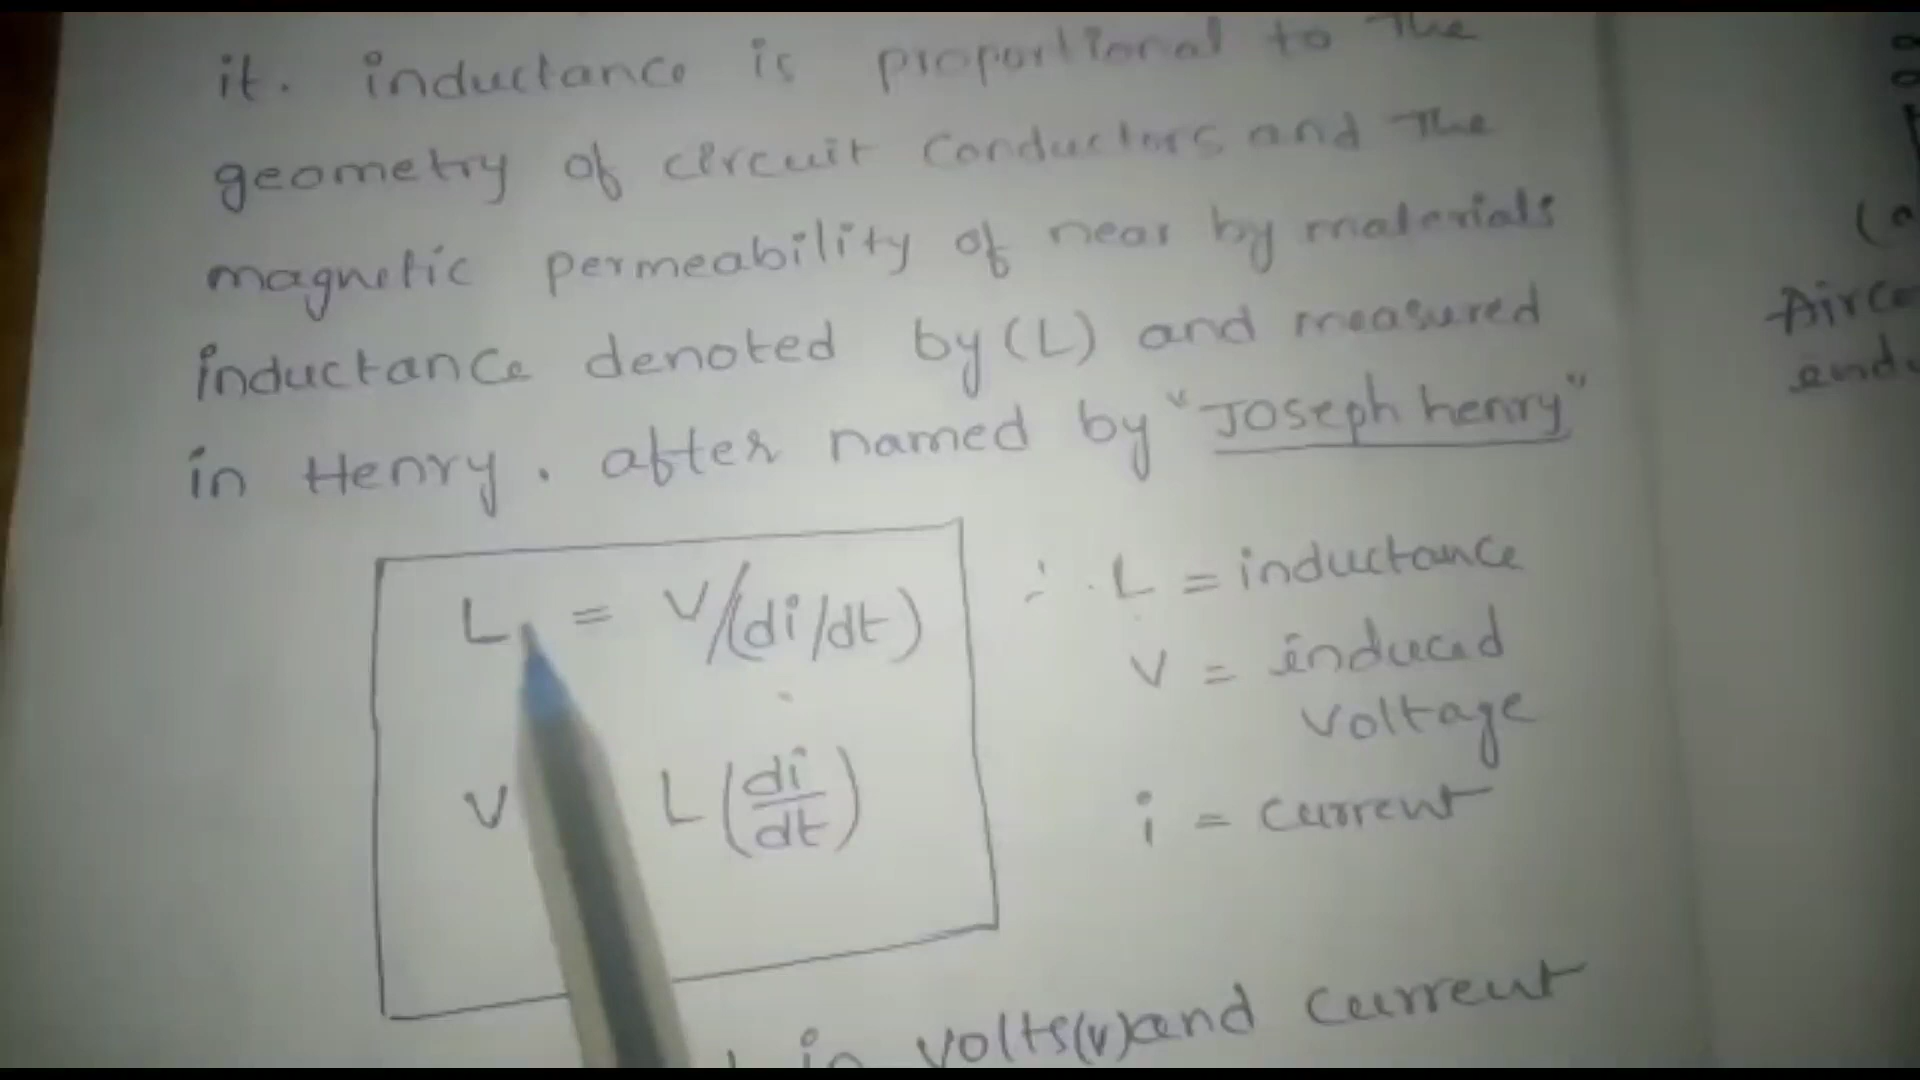 it. inductance is proportional to The
geometry of circuit conductors and The
magnetic permeability of near by materials
inductance denoted by (L) and measured
in Henry. after named by "Joseph henry"
L = V/(di/dt)
V L (di/dt)
∴ L = inductance
V = induced
voltage
i = current
in volts(v) and current
(a
Airco